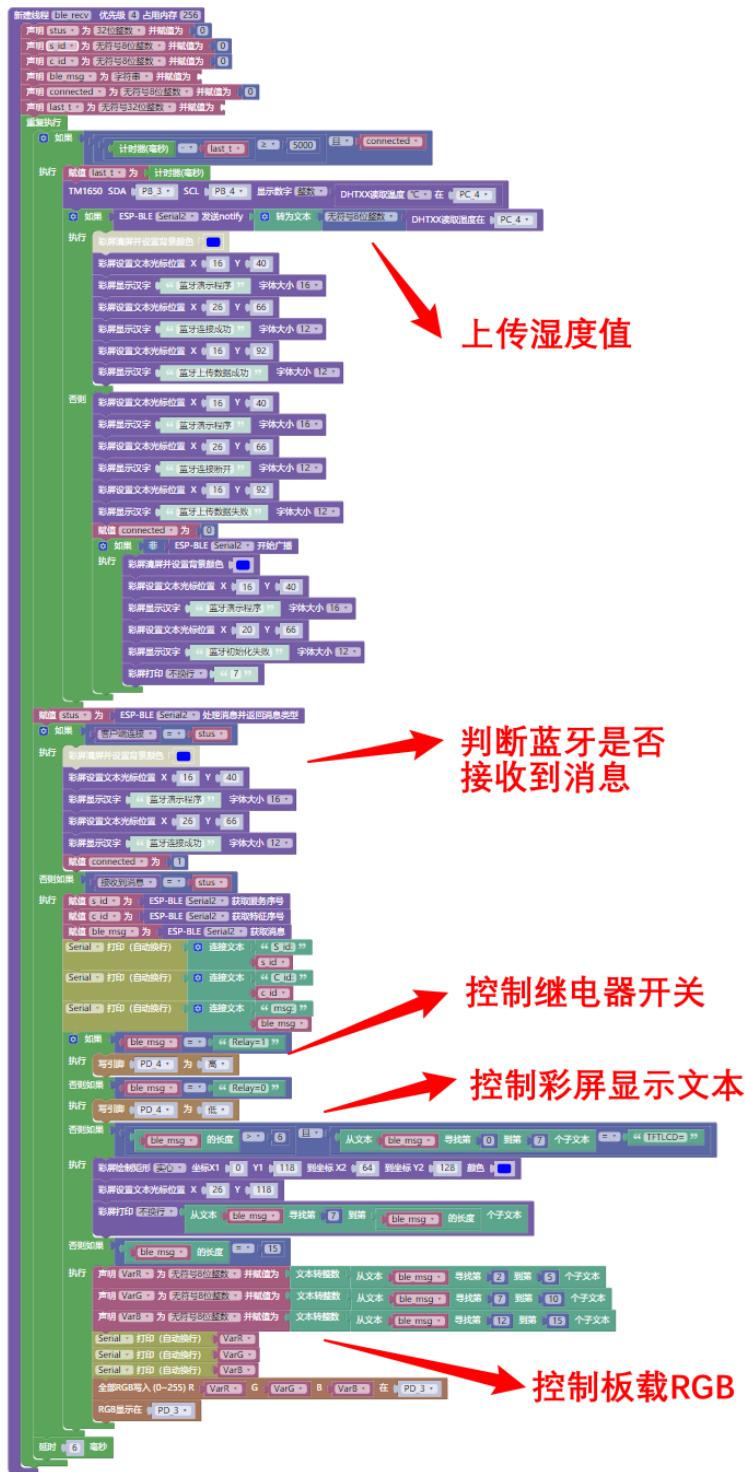 新建线程 ble_recv 优先级 4 占用内存 256
声明 stus 为 32位整数 并赋值为 0
声明 s_id 为 无符号8位整数 并赋值为 0
声明 c_id 为 无符号8位整数 并赋值为 0
声明 ble_msg 为 字符串 并赋值为
声明 connected 为 无符号8位整数 并赋值为 0
声明 last_t 为 无符号32位整数 并赋值为
重复执行
如果 计时器(毫秒) - last_t ≥ 5000 且 connected
执行 赋值 last_t 为 计时器(毫秒)
TM1650 SDA PB_3 SCL PB_4 显示数字 整数 DHTXX读取温度 ℃ 在 PC_4
如果 ESP-BLE Serial2 发送notify 转为文本 无符号8位整数 DHTXX读取湿度在 PC_4
执行 彩屏清屏并设置背景颜色
彩屏设置文本光标位置 X 16 Y 40
彩屏显示汉字 “ 蓝牙演示程序 ” 字体大小 16
彩屏设置文本光标位置 X 26 Y 66
彩屏显示汉字 “ 蓝牙连接成功 ” 字体大小 12
彩屏设置文本光标位置 X 16 Y 92
彩屏显示汉字 “ 蓝牙上传数据成功 ” 字体大小 12
上传湿度值
否则 彩屏设置文本光标位置 X 16 Y 40
彩屏显示汉字 “ 蓝牙演示程序 ” 字体大小 16
彩屏设置文本光标位置 X 26 Y 66
彩屏显示汉字 “ 蓝牙连接断开 ” 字体大小 12
彩屏设置文本光标位置 X 16 Y 92
彩屏显示汉字 “ 蓝牙上传数据失败 ” 字体大小 12
赋值 connected 为 0
如果 非 ESP-BLE Serial2 开始广播
执行 彩屏清屏并设置背景颜色
彩屏设置文本光标位置 X 16 Y 40
彩屏显示汉字 “ 蓝牙演示程序 ” 字体大小 16
彩屏设置文本光标位置 X 20 Y 66
彩屏显示汉字 “ 蓝牙初始化失败 ” 字体大小 12
彩屏打印 不换行 “ 7 ”
赋值 stus 为 ESP-BLE Serial2 处理消息并返回消息类型
如果 客户端连接 = stus
执行 彩屏清屏并设置背景颜色
彩屏设置文本光标位置 X 16 Y 40
彩屏显示汉字 “ 蓝牙演示程序 ” 字体大小 16
彩屏设置文本光标位置 X 26 Y 66
彩屏显示汉字 “ 蓝牙连接成功 ” 字体大小 12
赋值 connected 为 1
判断蓝牙是否
接收到消息
否则如果 接收到消息 = stus
执行 赋值 s_id 为 ESP-BLE Serial2 获取服务序号
赋值 c_id 为 ESP-BLE Serial2 获取特征序号
赋值 ble_msg 为 ESP-BLE Serial2 获取消息
Serial 打印（自动换行） 连接文本 “ S_id: ”
s_id
Serial 打印（自动换行） 连接文本 “ C_id: ”
c_id
Serial 打印（自动换行） 连接文本 “ msg: ”
ble_msg
控制继电器开关
如果 ble_msg = “ Relay=1 ”
执行 写引脚 PD_4 为 高
否则如果 ble_msg = “ Relay=0 ”
执行 写引脚 PD_4 为 低
控制彩屏显示文本
否则如果 ble_msg 的长度 > 6 且 从文本 ble_msg 寻找第 0 到第 7 个子文本 = “ TFTLCD= ”
执行 彩屏绘制矩形 实心 坐标X1 0 Y1 118 到坐标 X2 64 到坐标 Y2 128 颜色
彩屏设置文本光标位置 X 26 Y 118
彩屏打印 不换行 从文本 ble_msg 寻找第 7 到第 ble_msg 的长度 个子文本
否则如果 ble_msg 的长度 = 15
执行 声明 VarR 为 无符号8位整数 并赋值为 文本转整数 从文本 ble_msg 寻找第 2 到第 5 个子文本
声明 VarG 为 无符号8位整数 并赋值为 文本转整数 从文本 ble_msg 寻找第 7 到第 10 个子文本
声明 VarB 为 无符号8位整数 并赋值为 文本转整数 从文本 ble_msg 寻找第 12 到第 15 个子文本
Serial 打印（自动换行） VarR
Serial 打印（自动换行） VarG
Serial 打印（自动换行） VarB
全部RGB写入 (0~255) R VarR G VarG B VarB 在 PD_3
RGB显示在 PD_3
控制板载RGB
延时 6 毫秒